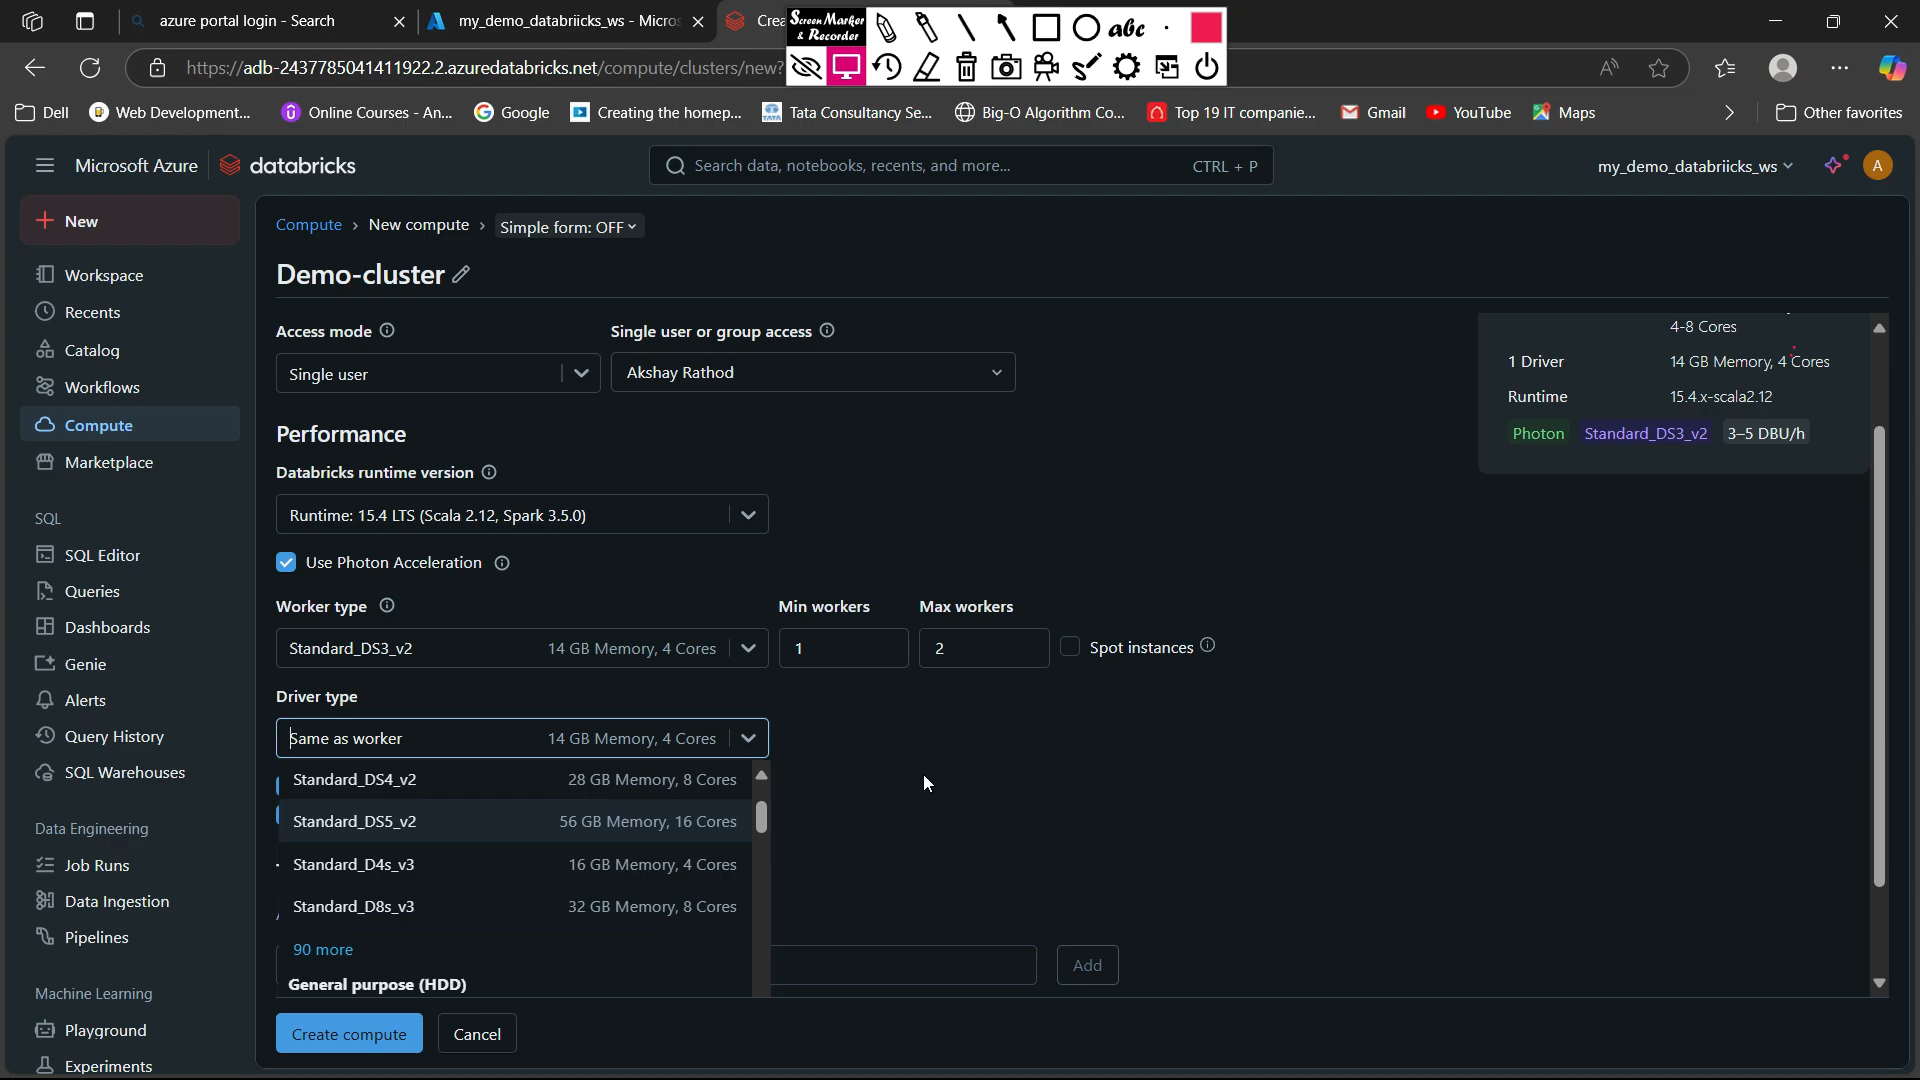 azure portal login - Search
my_demo_databriicks_ws - Micros
Crea
Screen Marker & Recorder
abc
https://adb-2437785041411922.2.azuredatabricks.net/compute/clusters/new?
Dell
Web Development...
Online Courses - An...
Google
Creating the homep...
Tata Consultancy Se...
Big-O Algorithm Co...
Top 19 IT companie...
Gmail
YouTube
Maps
Other favorites
Microsoft Azure
databricks
Search data, notebooks, recents, and more...
CTRL + P
my_demo_databriicks_ws
A
New
Workspace
Recents
Catalog
Workflows
Compute
Marketplace
SQL
SQL Editor
Queries
Dashboards
Genie
Alerts
Query History
SQL Warehouses
Data Engineering
Job Runs
Data Ingestion
Pipelines
Machine Learning
Playground
Experiments
Compute › New compute › Simple form: OFF
Demo-cluster
Access mode
Single user or group access
Single user
Akshay Rathod
Performance
Databricks runtime version
Runtime: 15.4 LTS (Scala 2.12, Spark 3.5.0)
Use Photon Acceleration
Worker type
Min workers
Max workers
Standard_DS3_v2 14 GB Memory, 4 Cores
1
2
Spot instances
Driver type
Same as worker 14 GB Memory, 4 Cores
Standard_DS4_v2 28 GB Memory, 8 Cores
Standard_DS5_v2 56 GB Memory, 16 Cores
Standard_D4s_v3 16 GB Memory, 4 Cores
Standard_D8s_v3 32 GB Memory, 8 Cores
90 more
General purpose (HDD)
Add
Create compute
Cancel
4-8 Cores
1 Driver 14 GB Memory, 4 Cores
Runtime 15.4.x-scala2.12
Photon Standard_DS3_v2 3–5 DBU/h